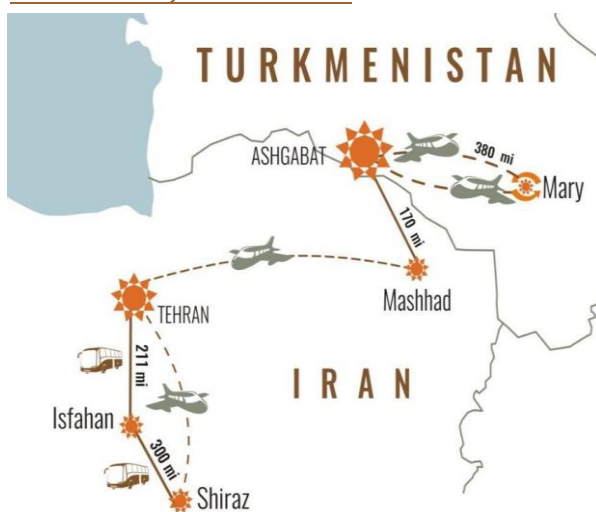 TURKMENISTAN
ASHGABAT
380 mi
Mary
170 mi
Mashhad
TEHRAN
211 mi
IRAN
Isfahan
300 mi
Shiraz